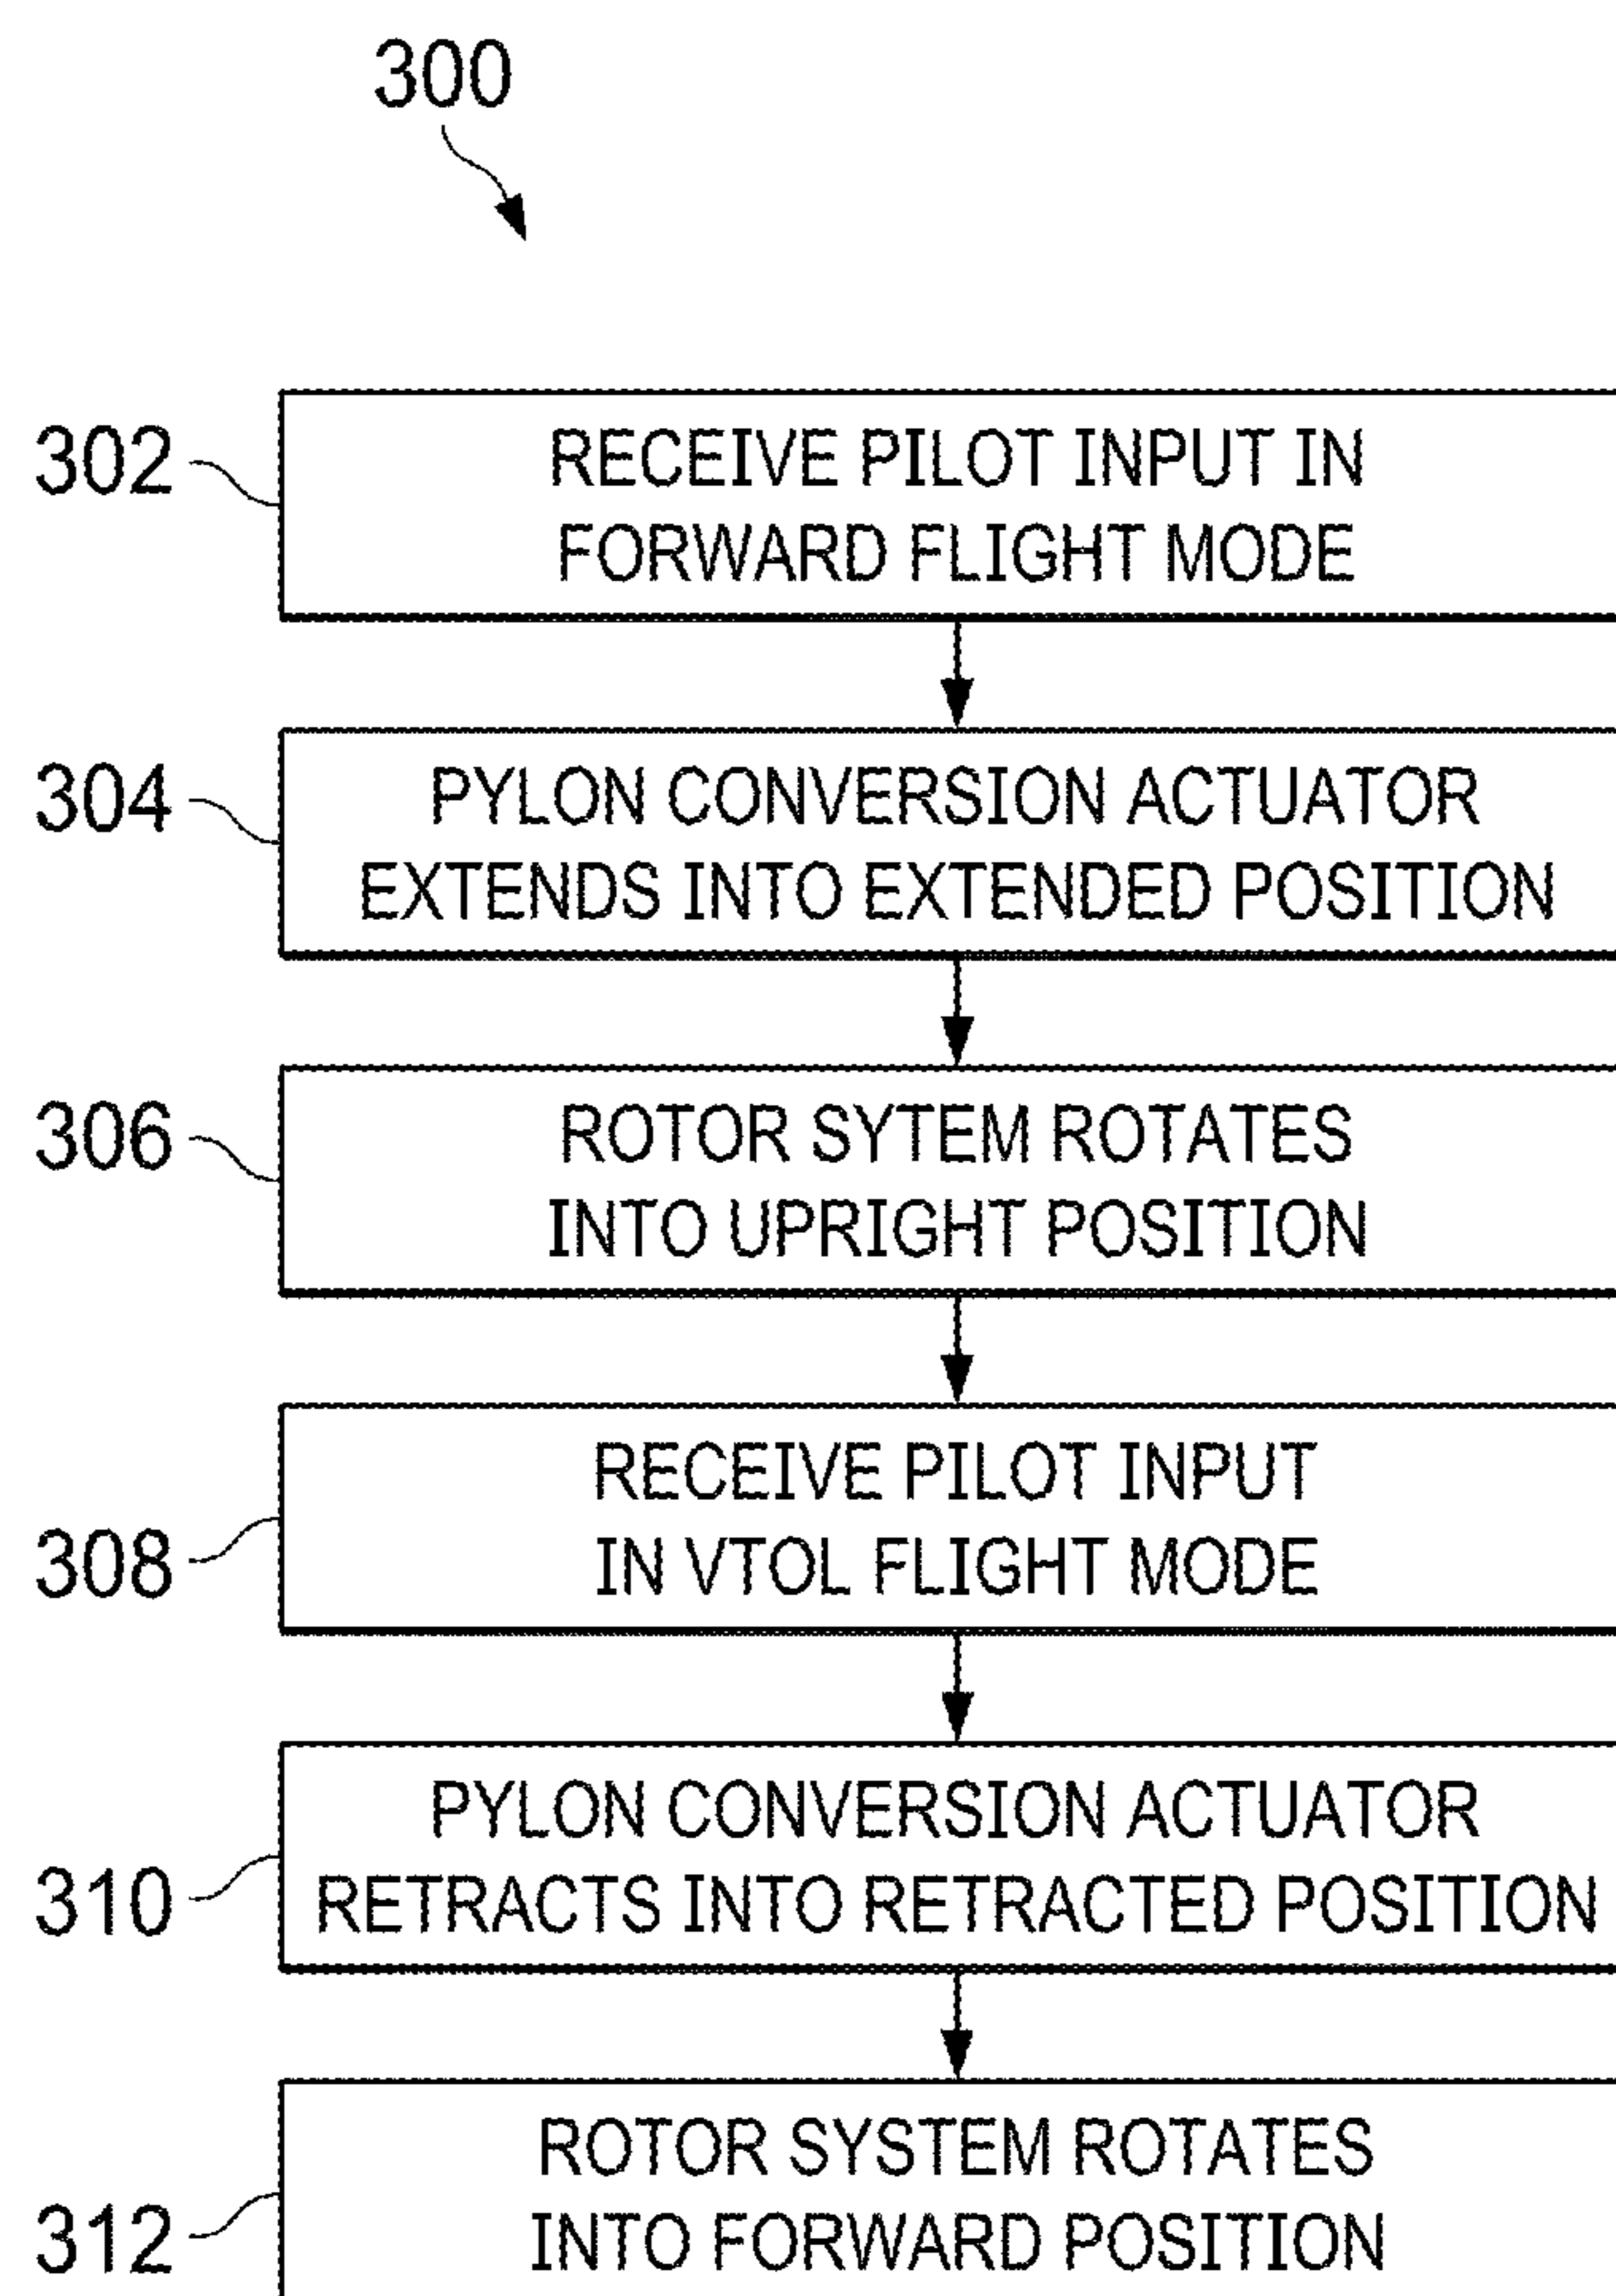 300
302
RECEIVE PILOT INPUT IN
FORWARD FLIGHT MODE
304
PYLON CONVERSION ACTUATOR
EXTENDS INTO EXTENDED POSITION
306
ROTOR SYTEM ROTATES
INTO UPRIGHT POSITION
308
RECEIVE PILOT INPUT
IN VTOL FLIGHT MODE
310
PYLON CONVERSION ACTUATOR
RETRACTS INTO RETRACTED POSITION
312
ROTOR SYSTEM ROTATES
INTO FORWARD POSITION